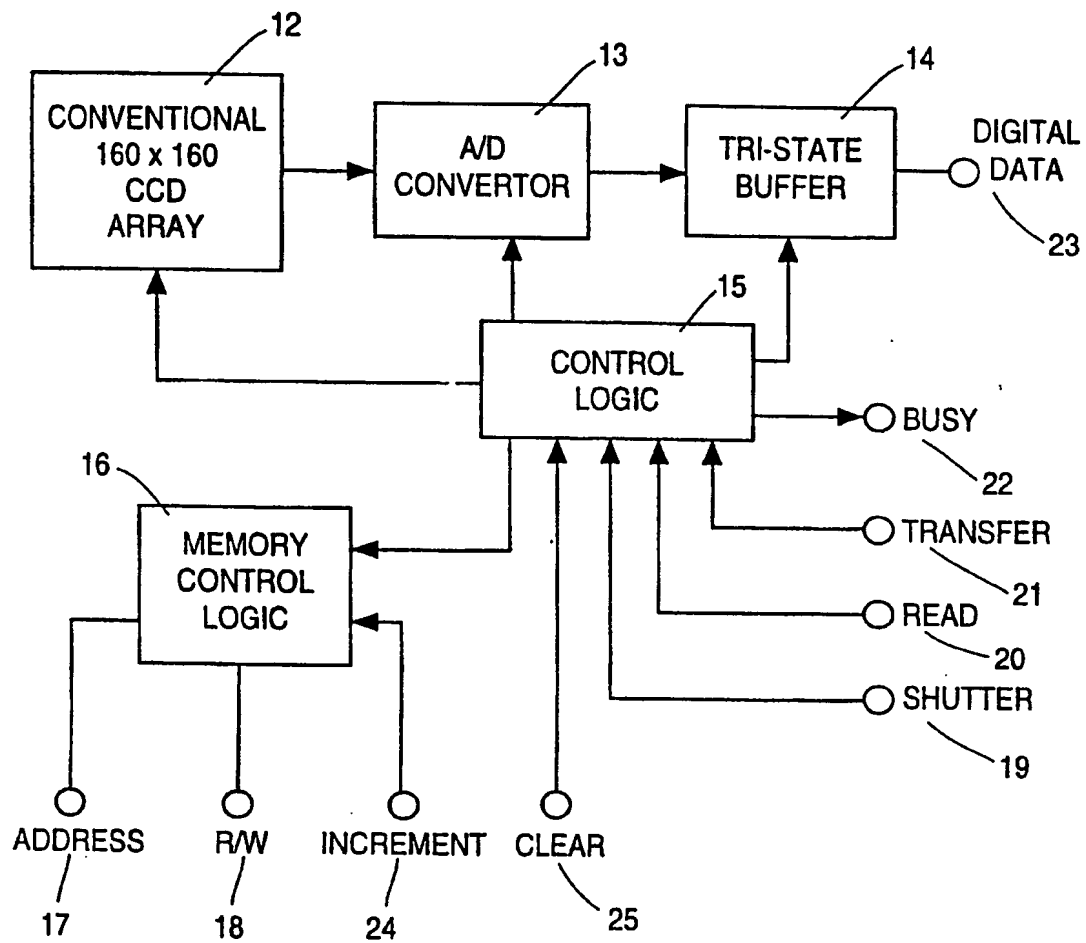 12
CONVENTIONAL
160 x 160
CCD
ARRAY
13
A/D
CONVERTOR
14
TRI-STATE
BUFFER
DIGITAL
DATA
23
15
CONTROL
LOGIC
BUSY
22
TRANSFER
21
READ
20
SHUTTER
19
16
MEMORY
CONTROL
LOGIC
ADDRESS
17
R/W
18
INCREMENT
24
CLEAR
25